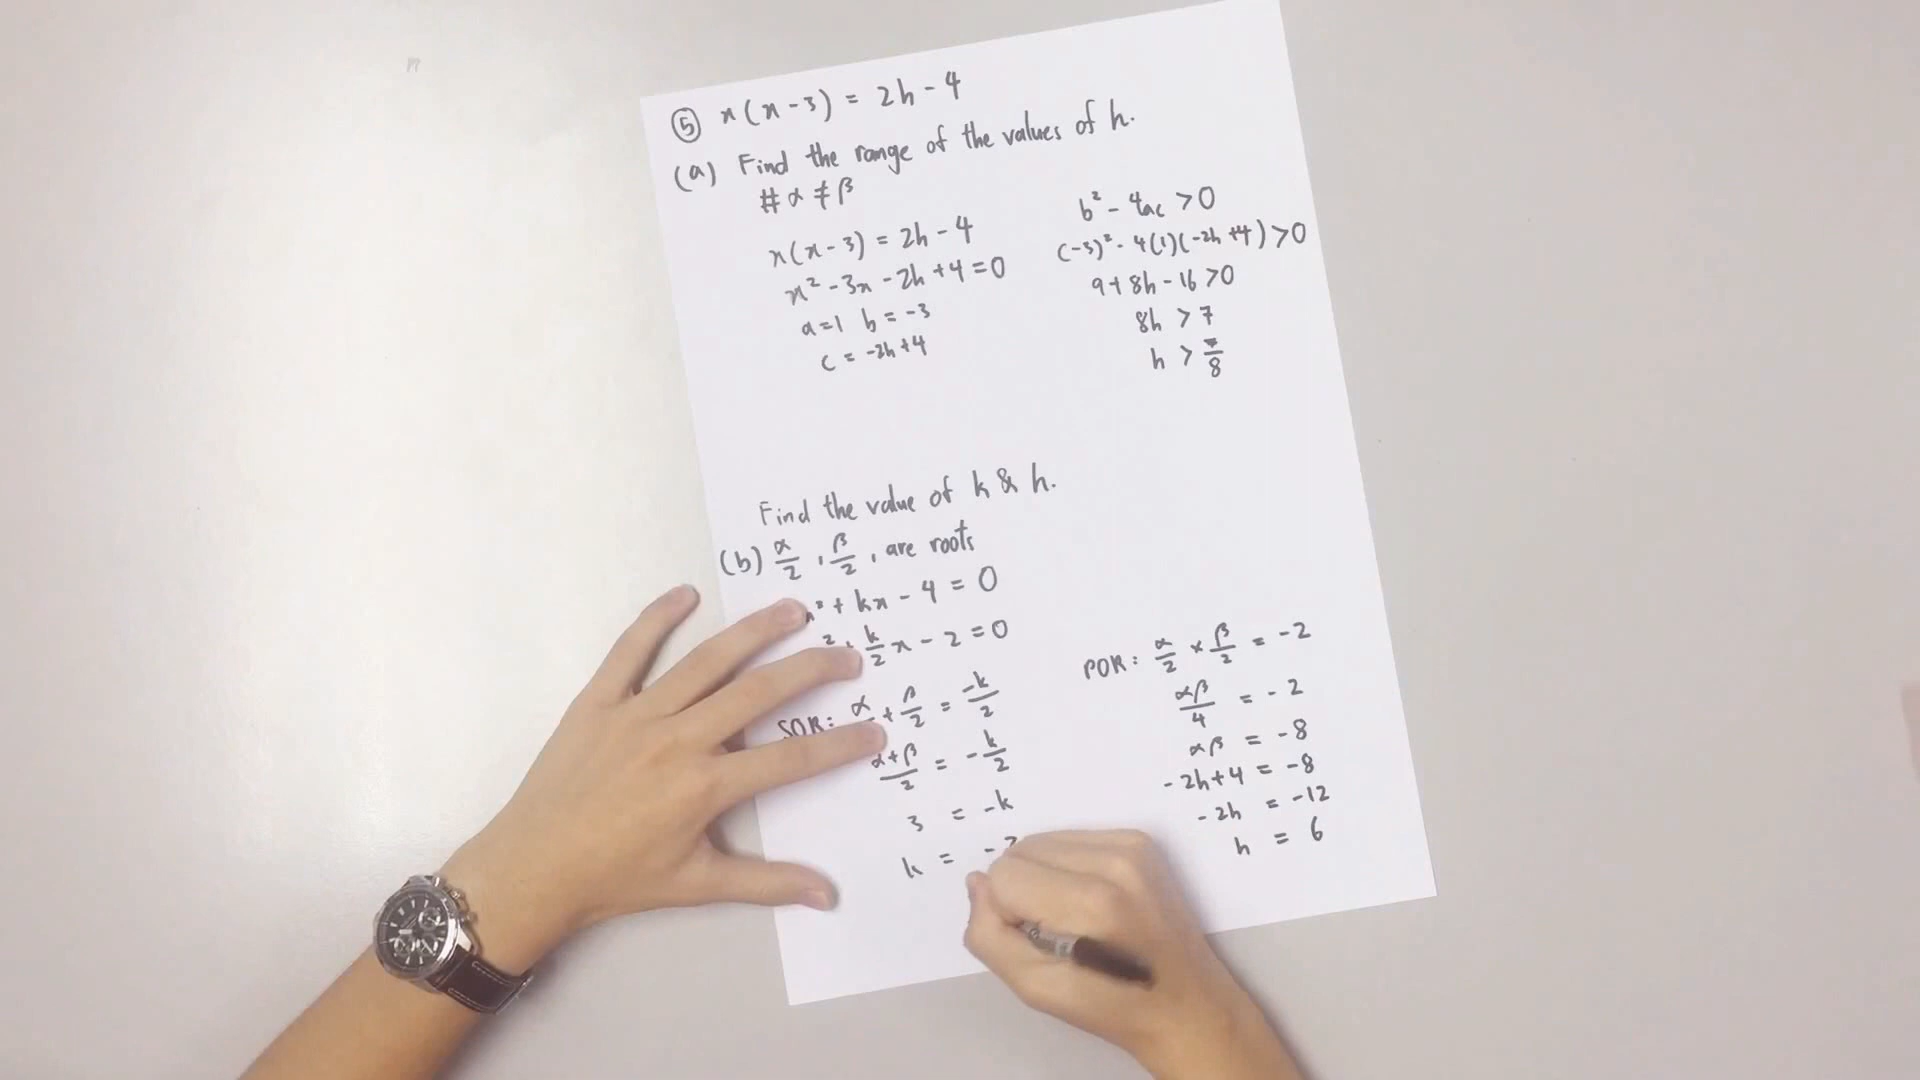 ⑤ x(x-3) = 2h - 4
(a) Find the range of the values of h.
# α ≠ β
x(x-3) = 2h - 4
x² - 3x - 2h + 4 = 0
a = 1 b = -3
c = -2h + 4
b² - 4ac > 0
(-3)² - 4(1)(-2h + 4) > 0
9 + 8h - 16 > 0
8h > 7
h > 7/8
Find the value of k & h.
(b) α/2, β/2, are roots
x² + kx - 4 = 0
² + k/2 x - 2 = 0
SOR: α + β/2 = -k/2
α+β/2 = -k/2
3 = -k
k = -3
POR: α/2 × β/2 = -2
αβ/4 = -2
αβ = -8
-2h + 4 = -8
-2h = -12
h = 6